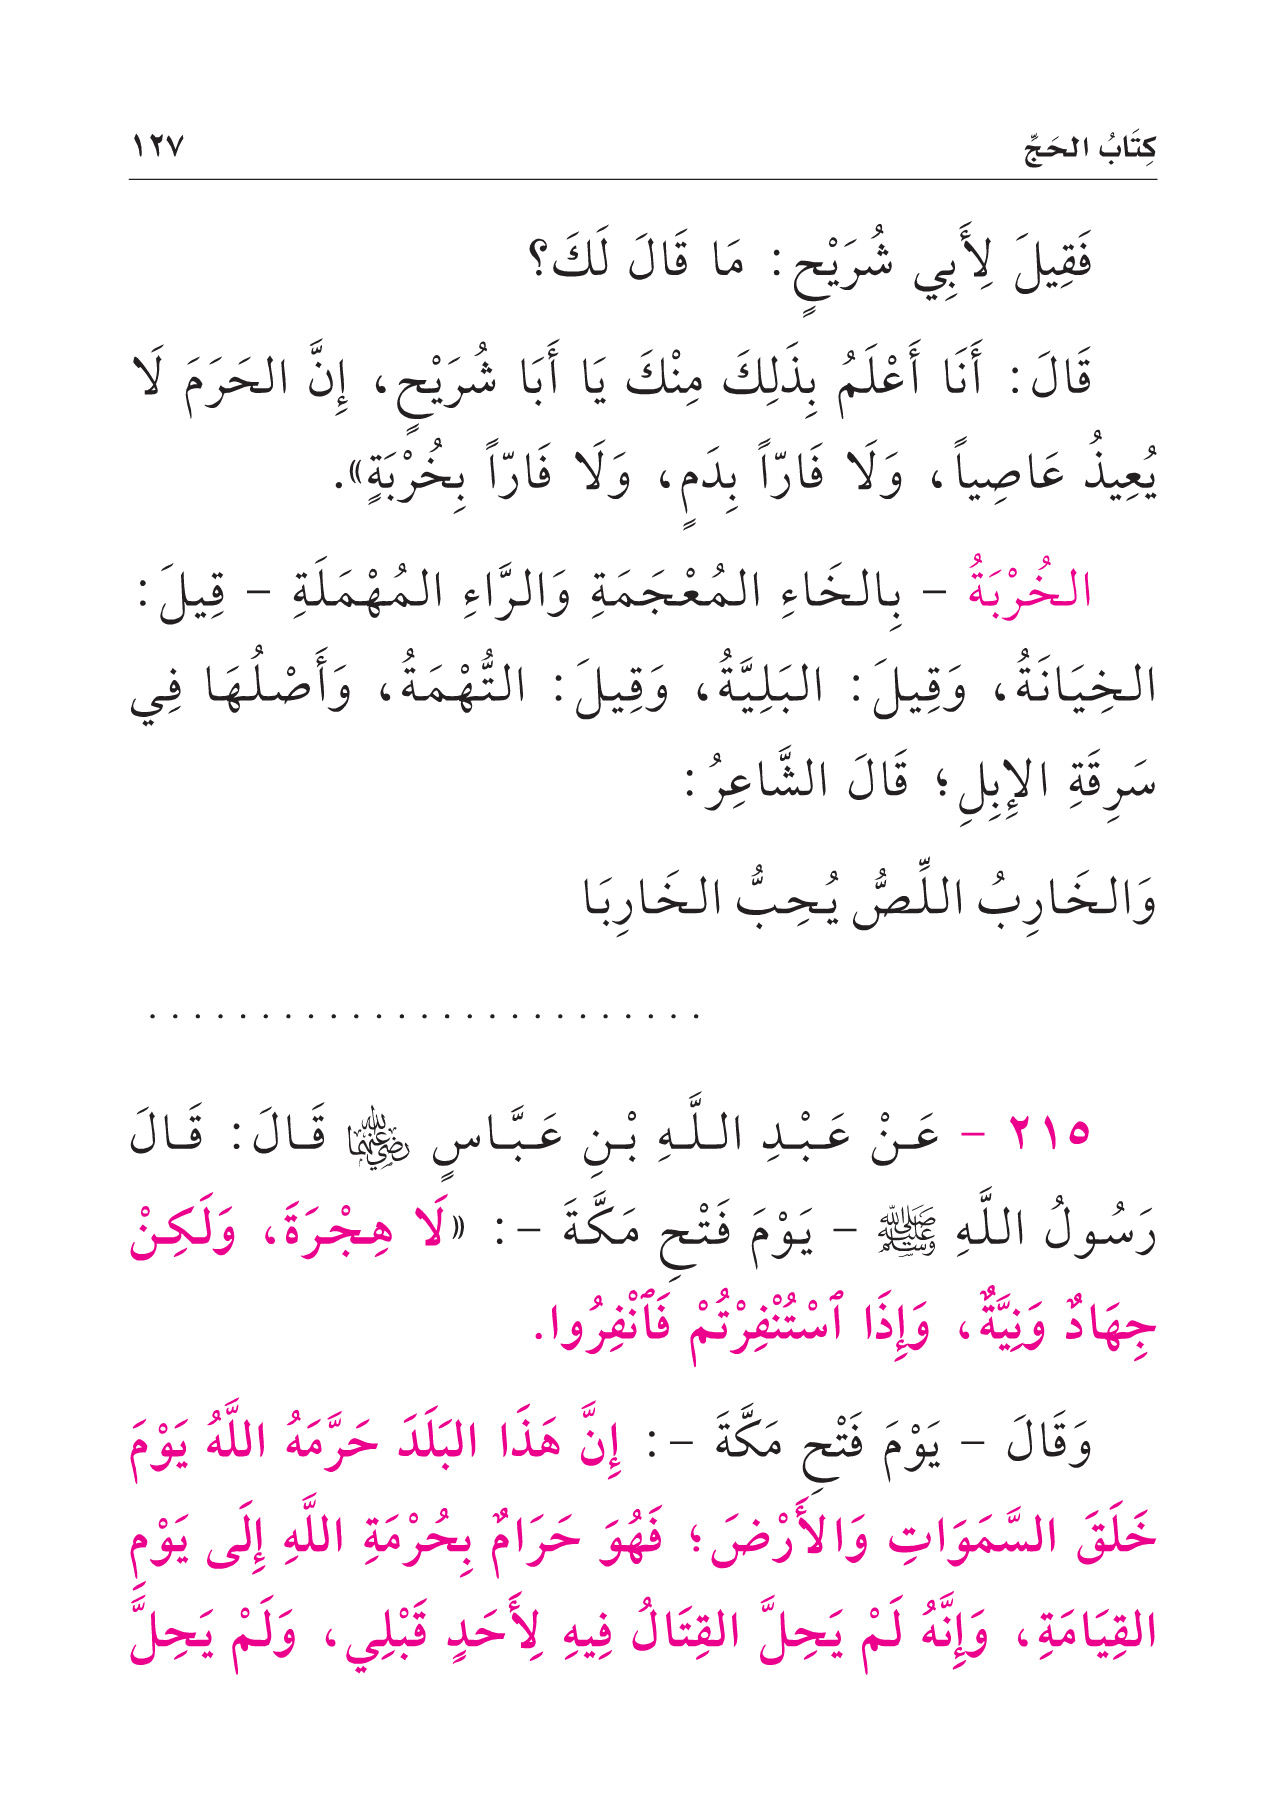 كِتَابُ الحَجِّ ١٢٧
فَقِيلَ لِأَبِي شُرَيْحٍ: مَا قَالَ لَكَ؟
قَالَ: أَنَا أَعْلَمُ بِذَلِكَ مِنْكَ يَا أَبَا شُرَيْحٍ، إِنَّ الحَرَمَ لَا
يُعِيذُ عَاصِياً، وَلَا فَارّاً بِدَمٍ، وَلَا فَارّاً بِخُرْبَةٍ».
الخُرْبَةُ - بِالخَاءِ المُعْجَمَةِ وَالرَّاءِ المُهْمَلَةِ - قِيلَ:
الخِيَانَةُ، وَقِيلَ: البَلِيَّةُ، وَقِيلَ: التُّهْمَةُ، وَأَصْلُهَا فِي
سَرِقَةِ الإِبِلِ؛ قَالَ الشَّاعِرُ:
وَالخَارِبُ اللِّصُّ يُحِبُّ الخَارِبَا
. . . . . . . . . . . . . . . . . . . . . . . . .
٢١٥ - عَنْ عَبْدِ اللَّهِ بْنِ عَبَّاسٍ رضي الله عنهما قَالَ: قَالَ
رَسُولُ اللَّهِ ﷺ - يَوْمَ فَتْحِ مَكَّةَ -: «لَا هِجْرَةَ، وَلَكِنْ
جِهَادٌ وَنِيَّةٌ، وَإِذَا ٱسْتُنْفِرْتُمْ فَٱنْفِرُوا.
وَقَالَ - يَوْمَ فَتْحِ مَكَّةَ -: إِنَّ هَذَا البَلَدَ حَرَّمَهُ اللَّهُ يَوْمَ
خَلَقَ السَّمَوَاتِ وَالأَرْضَ؛ فَهُوَ حَرَامٌ بِحُرْمَةِ اللَّهِ إِلَى يَوْمِ
القِيَامَةِ، وَإِنَّهُ لَمْ يَحِلَّ القِتَالُ فِيهِ لِأَحَدٍ قَبْلِي، وَلَمْ يَحِلَّ